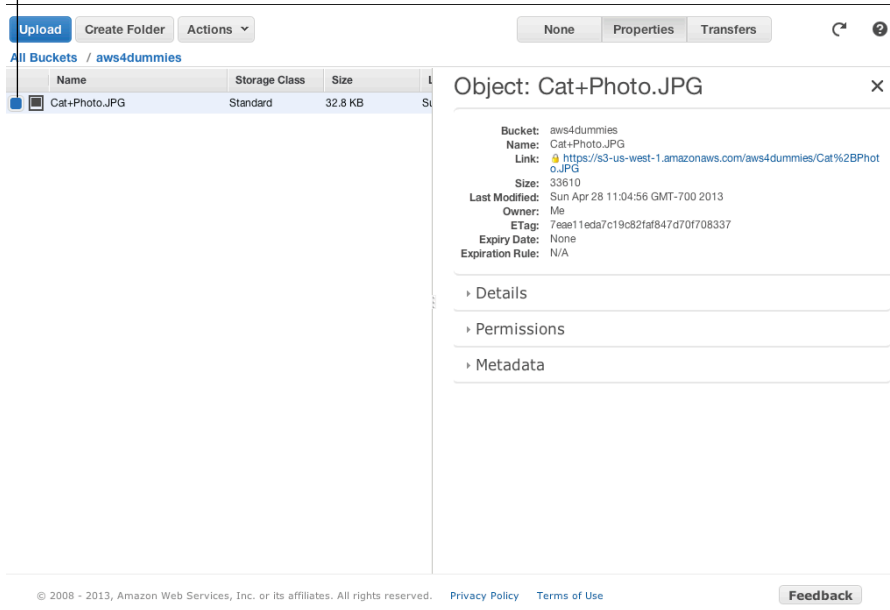 Upload Create Folder Actions None Properties Transfers
All Buckets / aws4dummies
Name Storage Class Size
Cat+Photo.JPG Standard 32.8 KB
Object: Cat+Photo.JPG
Bucket: aws4dummies
Name: Cat+Photo.JPG
Link: https://s3-us-west-1.amazonaws.com/aws4dummies/Cat%2BPhot
o.JPG
Size: 33610
Last Modified: Sun Apr 28 11:04:56 GMT-700 2013
Owner: Me
ETag: 7eae11eda7c19c82faf847d70f708337
Expiry Date: None
Expiration Rule: N/A
Details
Permissions
Metadata
© 2008 - 2013, Amazon Web Services, Inc. or its affiliates. All rights reserved. Privacy Policy Terms of Use Feedback